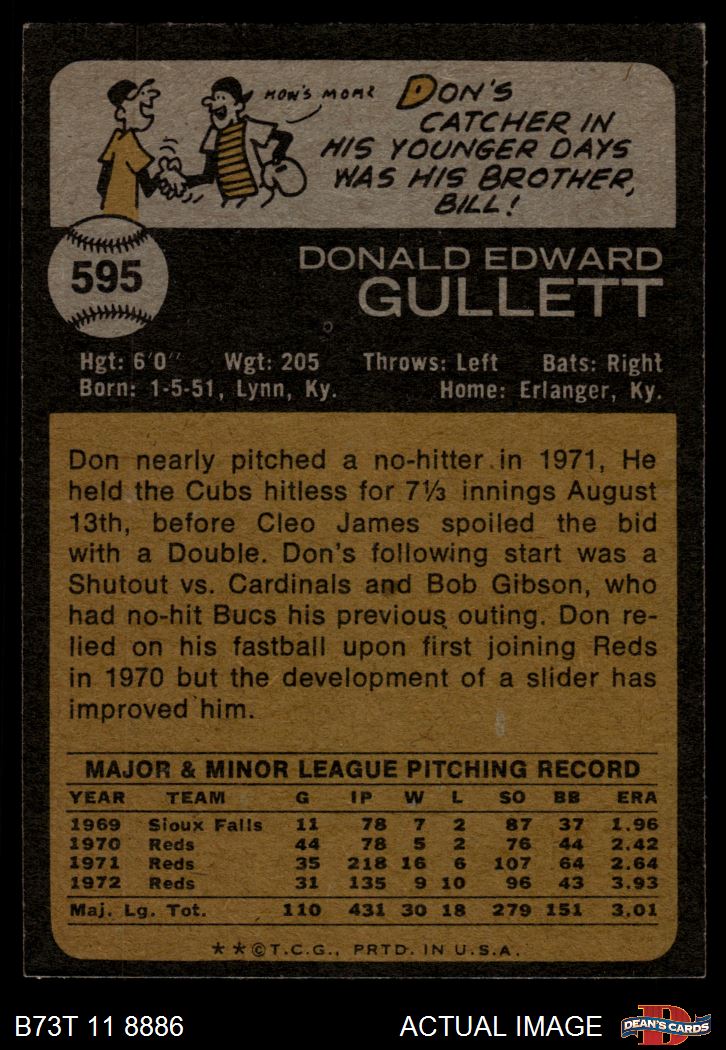 HOW'S MOM?
DON'S
CATCHER IN
HIS YOUNGER DAYS
WAS HIS BROTHER,
BILL!
595
DONALD EDWARD
GULLETT
Hgt: 6'0" Wgt: 205 Throws: Left Bats: Right
Born: 1-5-51, Lynn, Ky. Home: Erlanger, Ky.
Don nearly pitched a no-hitter in 1971, He
held the Cubs hitless for 7⅓ innings August
13th, before Cleo James spoiled the bid
with a Double. Don's following start was a
Shutout vs. Cardinals and Bob Gibson, who
had no-hit Bucs his previous outing. Don re-
lied on his fastball upon first joining Reds
in 1970 but the development of a slider has
improved him.
MAJOR & MINOR LEAGUE PITCHING RECORD
YEAR TEAM G IP W L SO BB ERA
1969 Sioux Falls 11 78 7 2 87 37 1.96
1970 Reds 44 78 5 2 76 44 2.42
1971 Reds 35 218 16 6 107 64 2.64
1972 Reds 31 135 9 10 96 43 3.93
Maj. Lg. Tot. 110 431 30 18 279 151 3.01
**©T.C.G., PRTD. IN U.S.A.
B73T 11 8886 ACTUAL IMAGE D DEAN'S CARDS